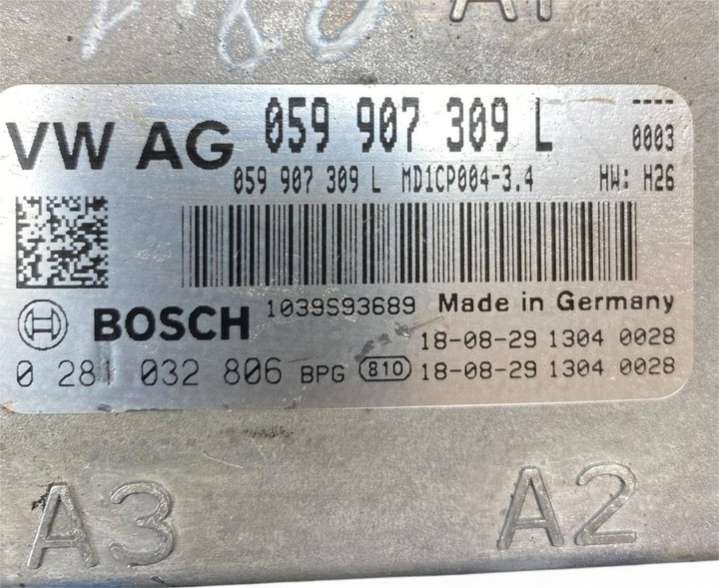 A1
VW AG 059 907 309 L ----
0003
059 907 309 L MD1CP004-3.4 HW: H26
BOSCH 1039S93689 Made in Germany
18-08-29 1304 0028
0 281 032 806 BPG 810 18-08-29 1304 0028
A3 A2